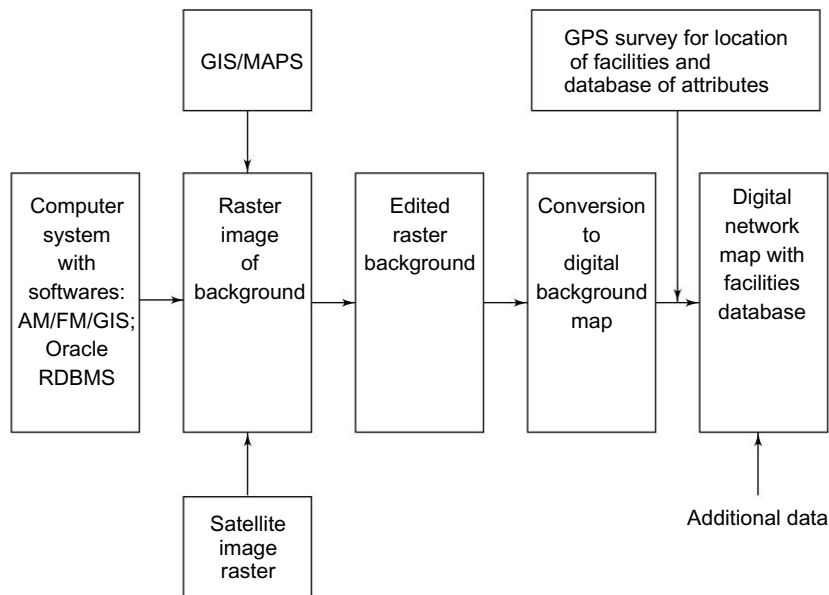 GIS/MAPS
GPS survey for location
of facilities and
database of attributes
Computer
system
with
softwares:
AM/FM/GIS;
Oracle
RDBMS
Raster
image
of
background
Edited
raster
background
Conversion
to
digital
background
map
Digital
network
map with
facilities
database
Satellite
image
raster
Additional data